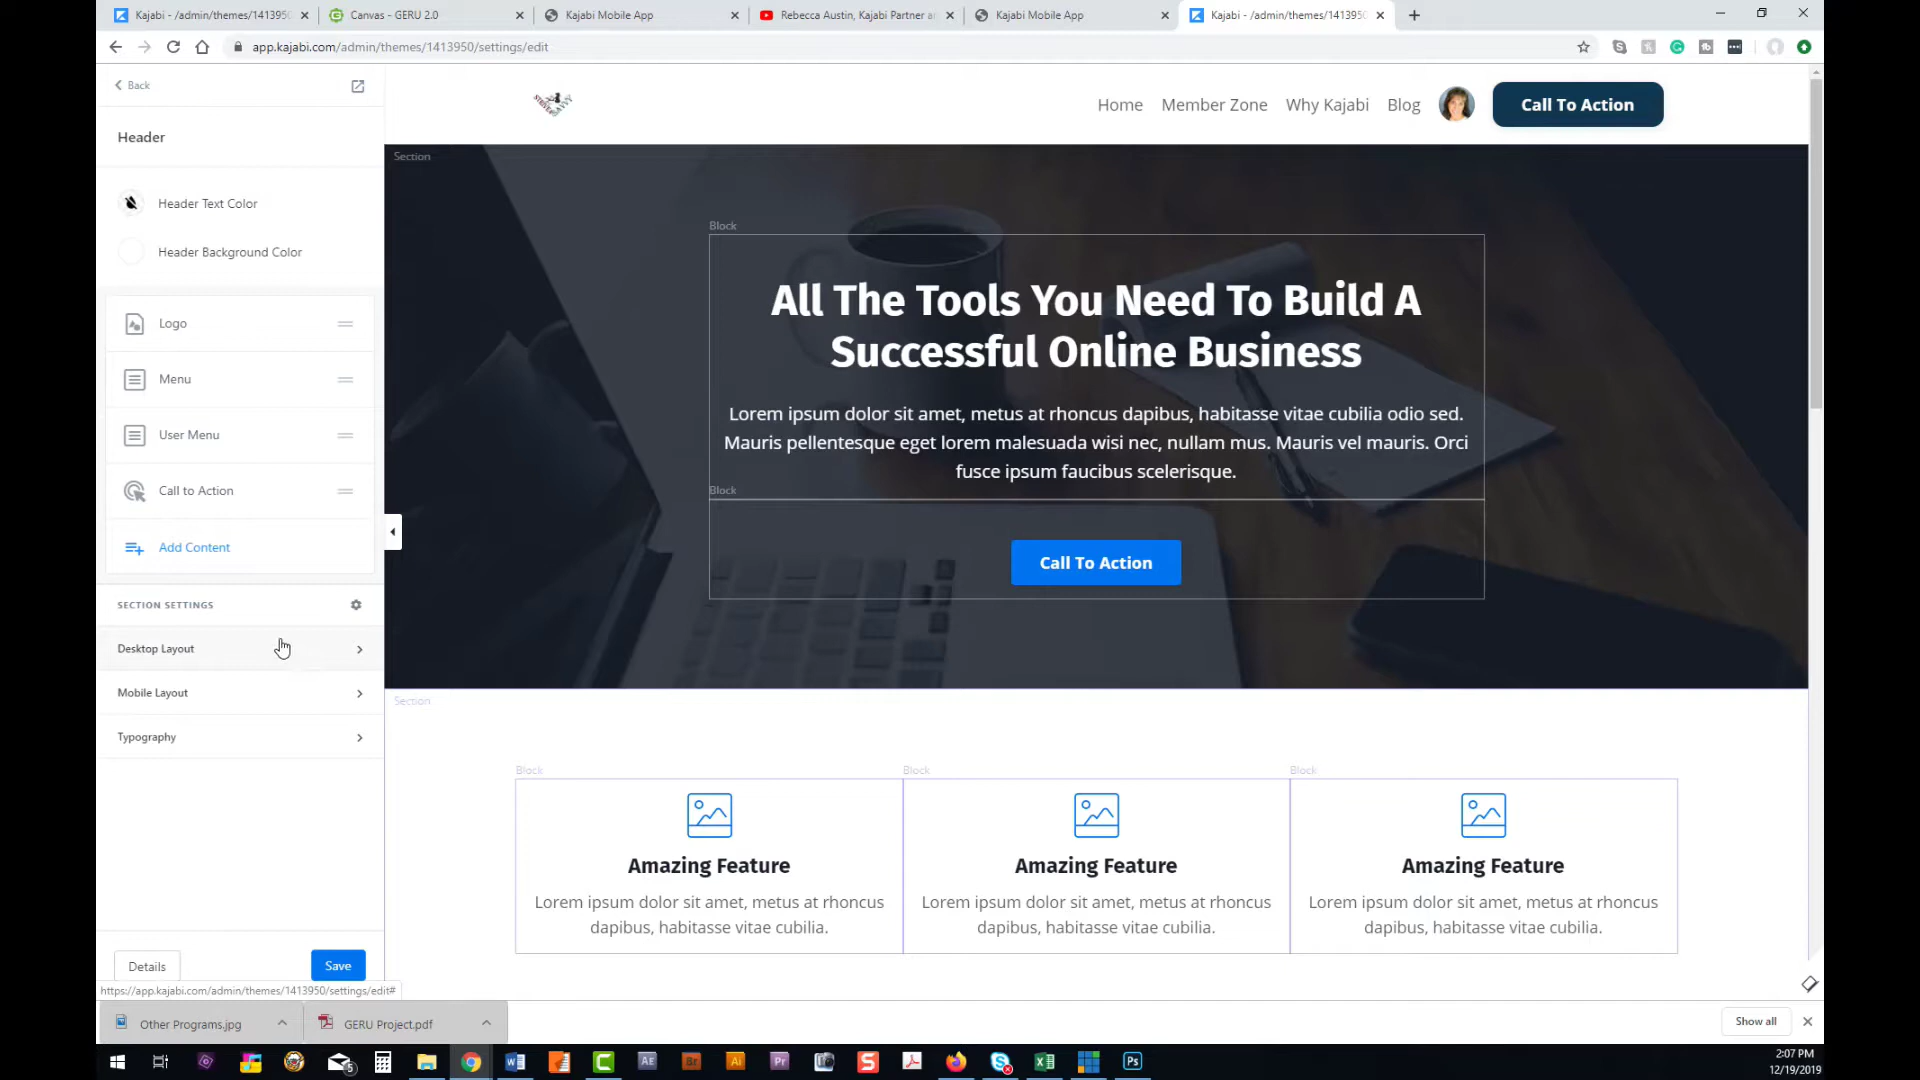 Kajabi - /admin/themes/1413950
Canvas - GERU 2.0
Kajabi Mobile App
Rebecca Austin, Kajabi Partner
Kajabi Mobile App
Kajabi - /admin/themes/1413950
app.kajabi.com/admin/themes/1413950/settings/edit
Back
Header
Header Text Color
Header Background Color
Logo
Menu
User Menu
Call to Action
Add Content
SECTION SETTINGS
Desktop Layout
Mobile Layout
Typography
Details
Save
https://app.kajabi.com/admin/themes/1413950/settings/edit#
Home
Member Zone
Why Kajabi
Blog
Call To Action
Section
Block
All The Tools You Need To Build A
Successful Online Business
Lorem ipsum dolor sit amet, metus at rhoncus dapibus, habitasse vitae cubilia odio sed.
Mauris pellentesque eget lorem malesuada wisi nec, nullam mus. Mauris vel mauris. Orci
fusce ipsum faucibus scelerisque.
Block
Call To Action
Section
Block
Amazing Feature
Lorem ipsum dolor sit amet, metus at rhoncus
dapibus, habitasse vitae cubilia.
Block
Amazing Feature
Lorem ipsum dolor sit amet, metus at rhoncus
dapibus, habitasse vitae cubilia.
Block
Amazing Feature
Lorem ipsum dolor sit amet, metus at rhoncus
dapibus, habitasse vitae cubilia.
Other Programs.jpg
GERU Project.pdf
Show all
5
Ae
Br
Ai
Pr
Ps
2:07 PM
12/19/2019